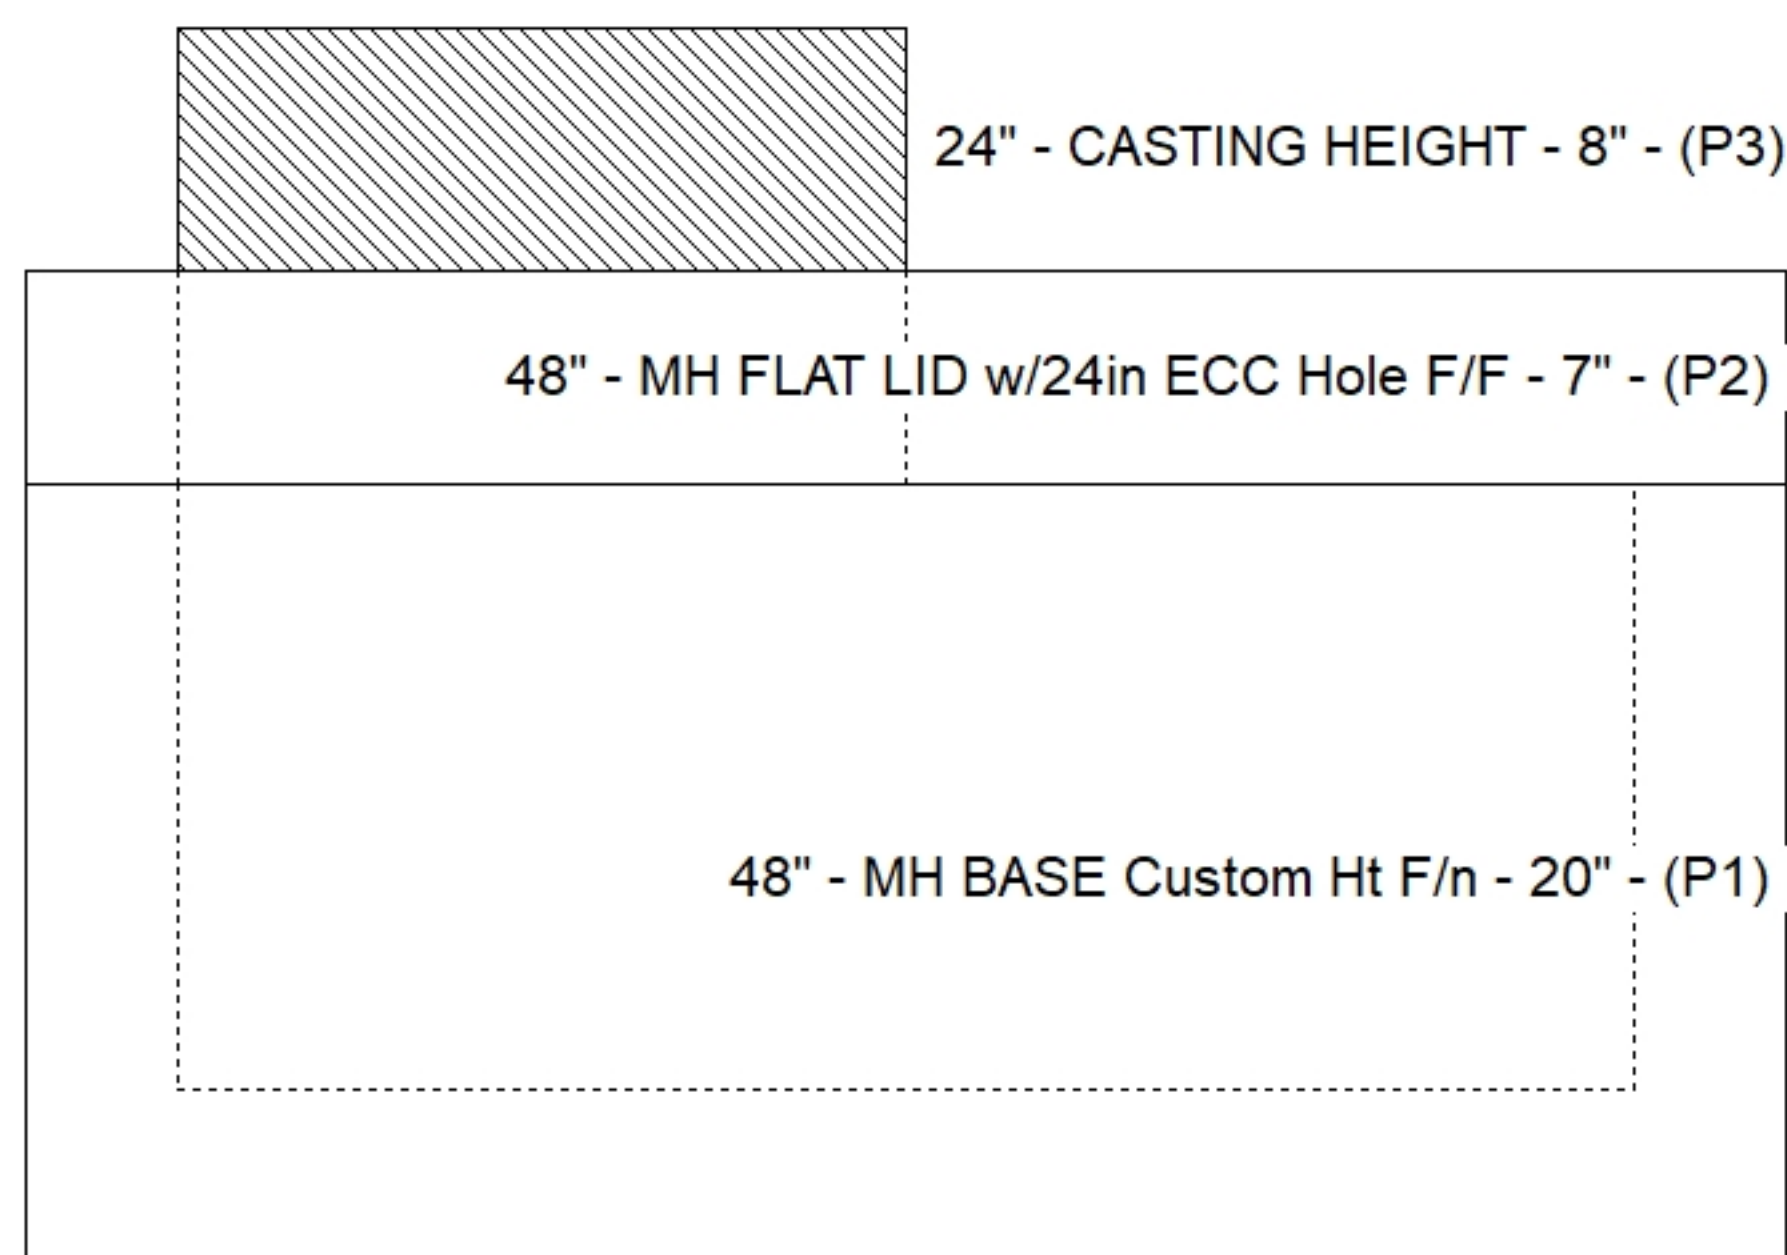 24" - CASTING HEIGHT - 8" - (P3)
48" - MH FLAT LID w/24in ECC Hole F/F - 7" - (P2)
48" - MH BASE Custom Ht F/n - 20" - (P1)